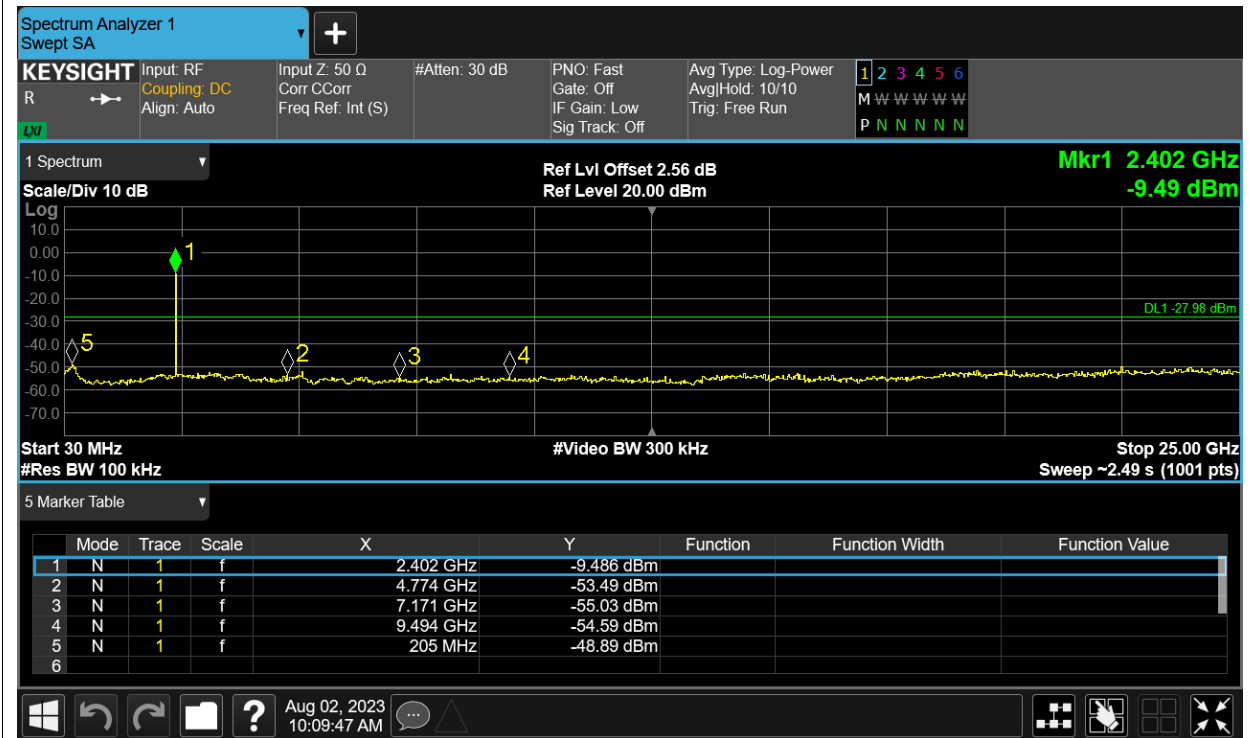 Spectrum Analyzer 1
Swept SA
+
KEYSIGHT
R
LXI
Input: RF
Coupling: DC
Align: Auto
Input Z: 50 Ω
Corr CCorr
Freq Ref: Int (S)
#Atten: 30 dB
PNO: Fast
Gate: Off
IF Gain: Low
Sig Track: Off
Avg Type: Log-Power
Avg|Hold: 10/10
Trig: Free Run
1 2 3 4 5 6
M W W W W W
P N N N N N
1 Spectrum
Scale/Div 10 dB
Ref Lvl Offset 2.56 dB
Ref Level 20.00 dBm
Mkr1 2.402 GHz
-9.49 dBm
Log
10.0
0.00
-10.0
-20.0
-30.0
-40.0
-50.0
-60.0
-70.0
1
DL1 -27.98 dBm
5
2
3
4
Start 30 MHz
#Video BW 300 kHz
Stop 25.00 GHz
#Res BW 100 kHz
Sweep ~2.49 s (1001 pts)
5 Marker Table
Mode Trace Scale X Y Function Function Width Function Value
1 N 1 f 2.402 GHz -9.486 dBm
2 N 1 f 4.774 GHz -53.49 dBm
3 N 1 f 7.171 GHz -55.03 dBm
4 N 1 f 9.494 GHz -54.59 dBm
5 N 1 f 205 MHz -48.89 dBm
6
?
Aug 02, 2023
10:09:47 AM